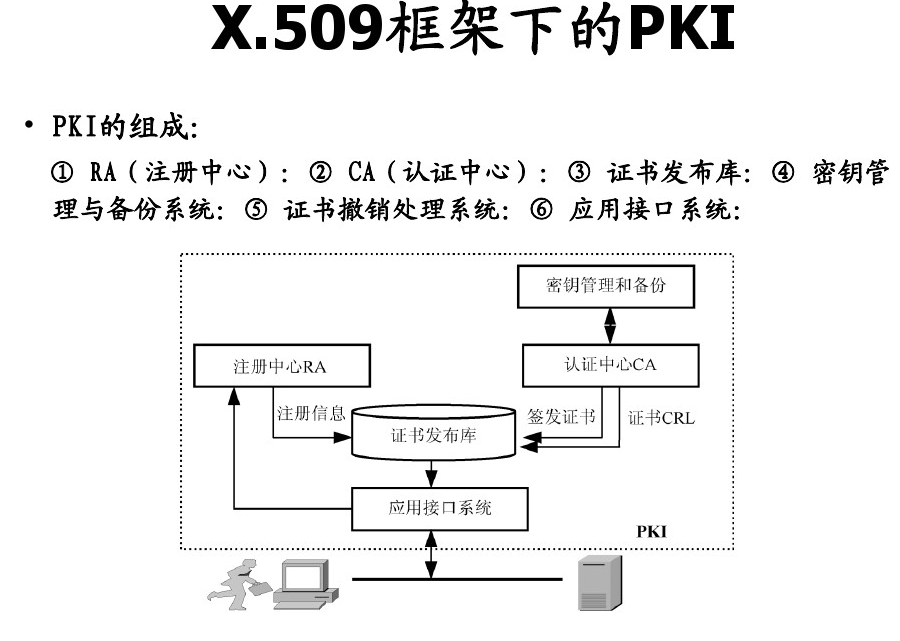 X.509框架下的PKI
• PKI的组成：
① RA（注册中心）：② CA（认证中心）：③ 证书发布库：④ 密钥管
理与备份系统：⑤ 证书撤销处理系统：⑥ 应用接口系统：
密钥管理和备份
注册中心RA
认证中心CA
注册信息
签发证书
证书CRL
证书发布库
应用接口系统
PKI